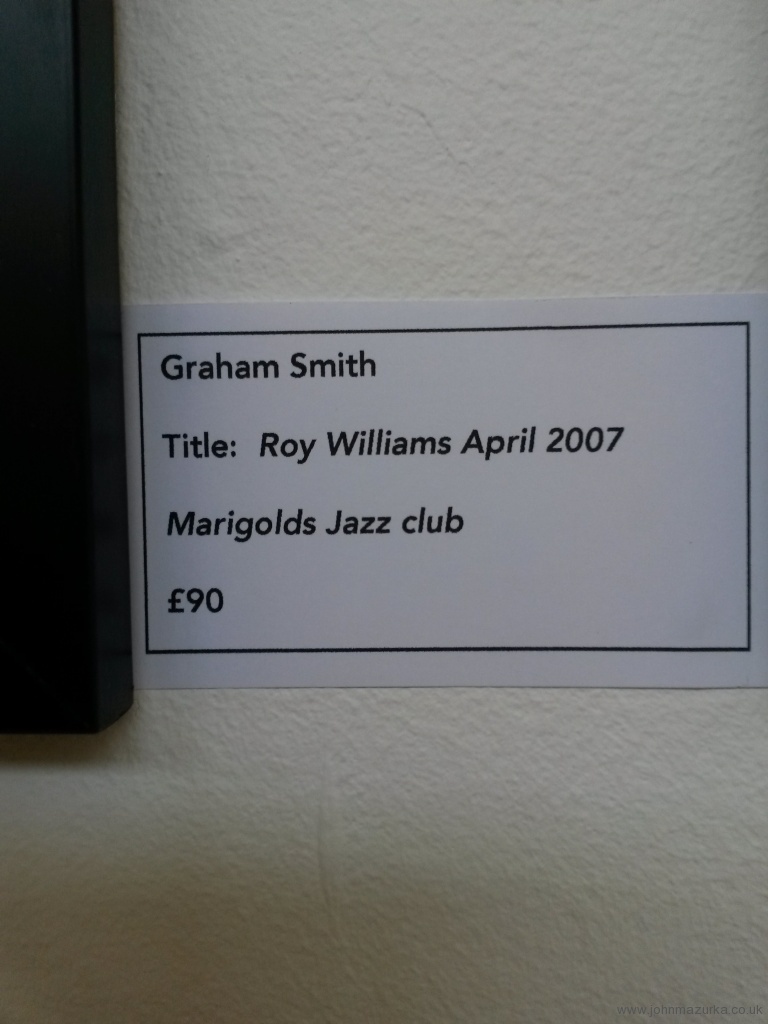 Graham Smith
Title: Roy Williams April 2007
Marigolds Jazz club
£90
www.johnmazurka.co.uk